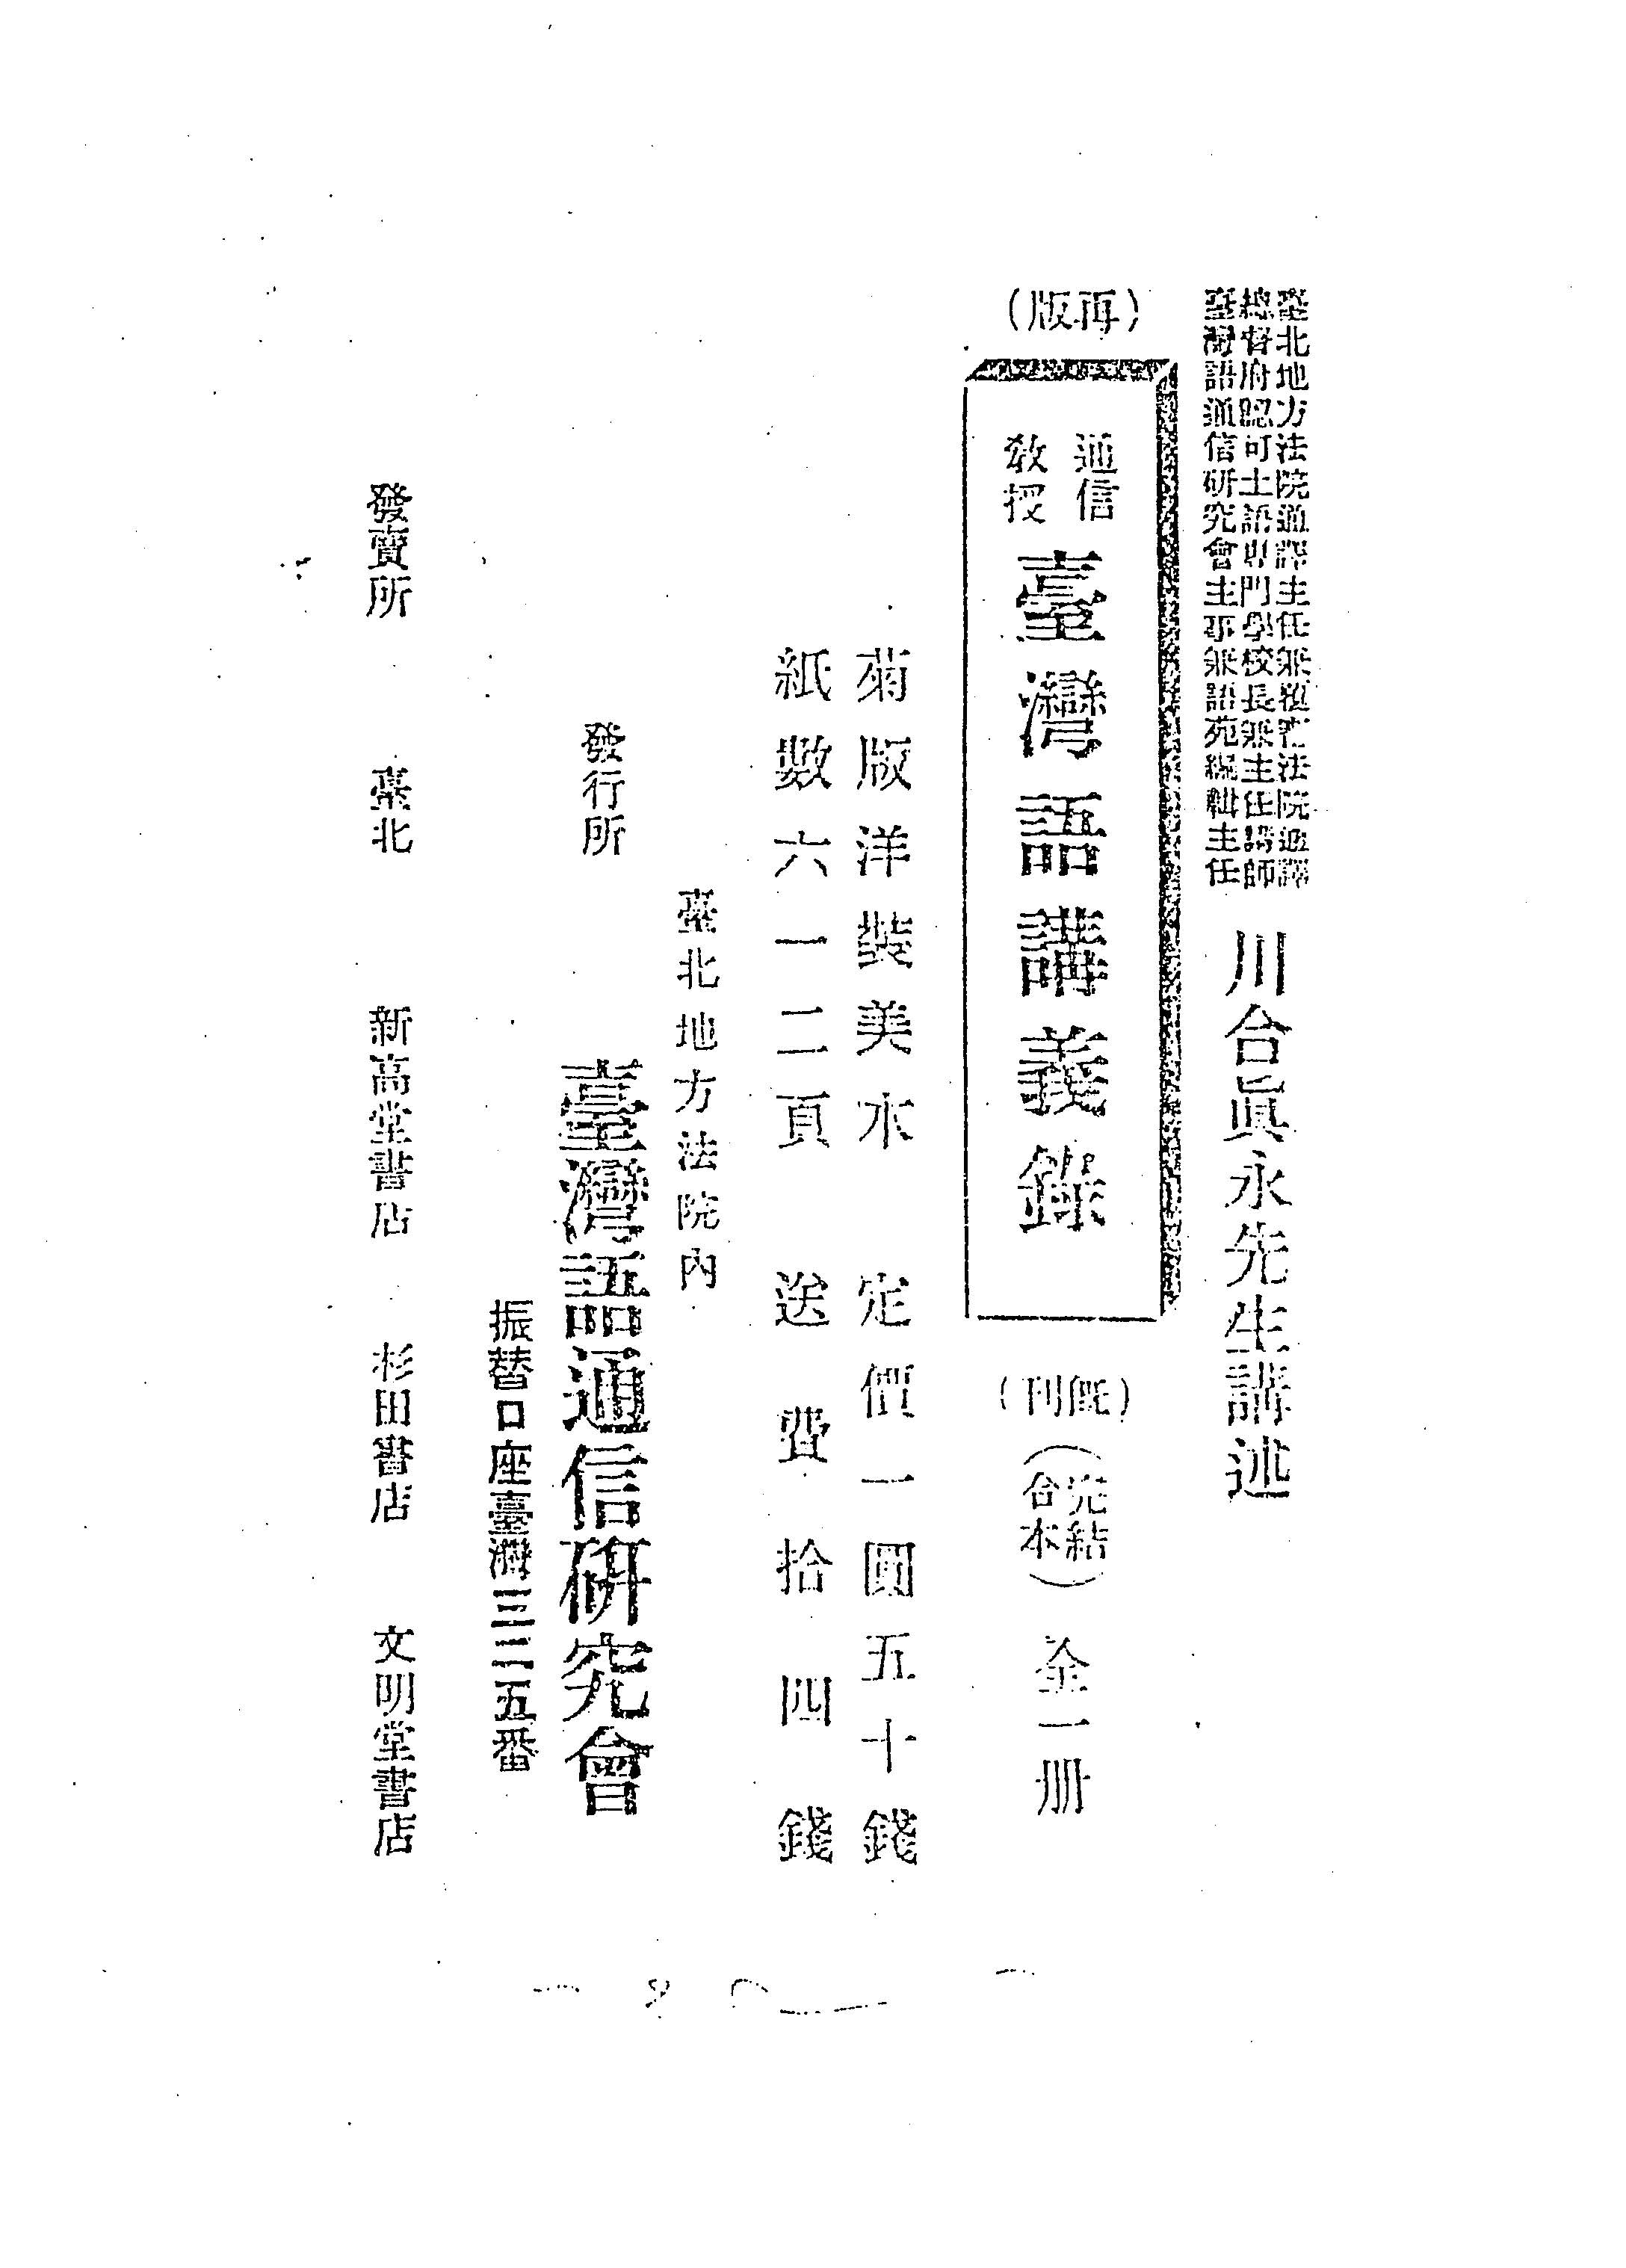 臺北地方法院通譯主任兼覆審法院通譯
總督府認可土語專門學校長兼主任講師
臺灣語通信研究會主事兼語苑編輯主任
川合眞永先生講述
(再版)
通信
教授
臺灣語講義錄
(既刊)
(完結
合本)
全一册
菊版洋裝美本 定價一圓五十錢
紙數六一二頁 送費拾四錢
臺北地方法院內
發行所 臺灣語通信研究會
振替口座臺灣三二五番
發賣所 臺北 新高堂書店 杉田書店 文明堂書店